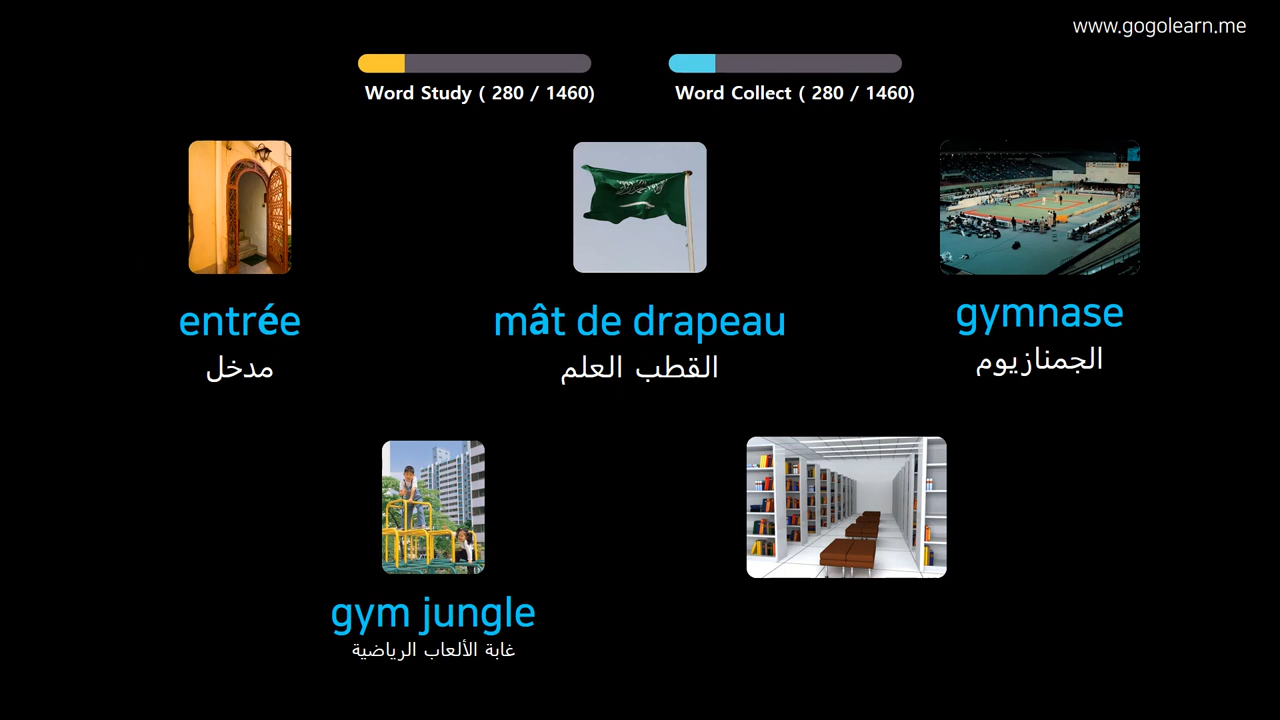 www.gogolearn.me
Word Study ( 280 / 1460)
Word Collect ( 280 / 1460)
entrée
مدخل
mât de drapeau
القطب العلم
gymnase
الجمنازيوم
gym jungle
غابة الألعاب الرياضية